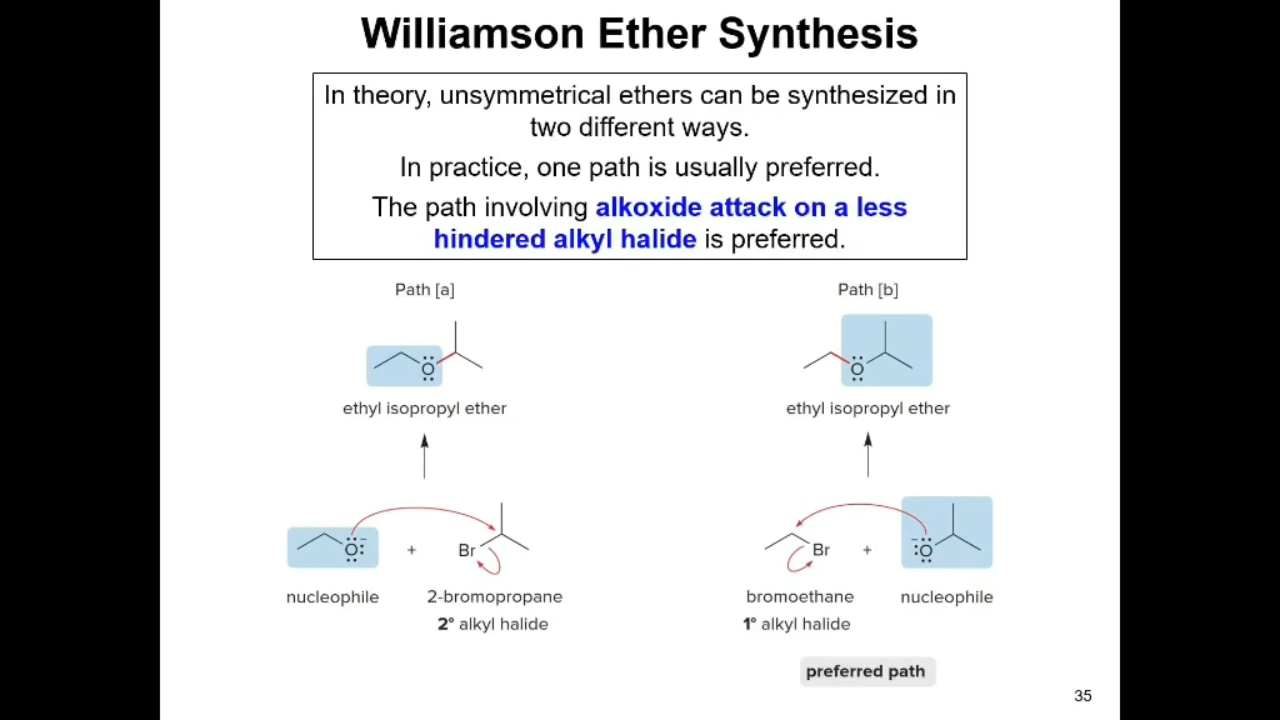 Williamson Ether Synthesis
In theory, unsymmetrical ethers can be synthesized in
two different ways.
In practice, one path is usually preferred.
The path involving alkoxide attack on a less
hindered alkyl halide is preferred.
Path [a]
Path [b]
O
O
ethyl isopropyl ether
ethyl isopropyl ether
O:⁻ + Br
Br + ⁻:O
nucleophile
2-bromopropane
bromoethane
nucleophile
2° alkyl halide
1° alkyl halide
preferred path
35